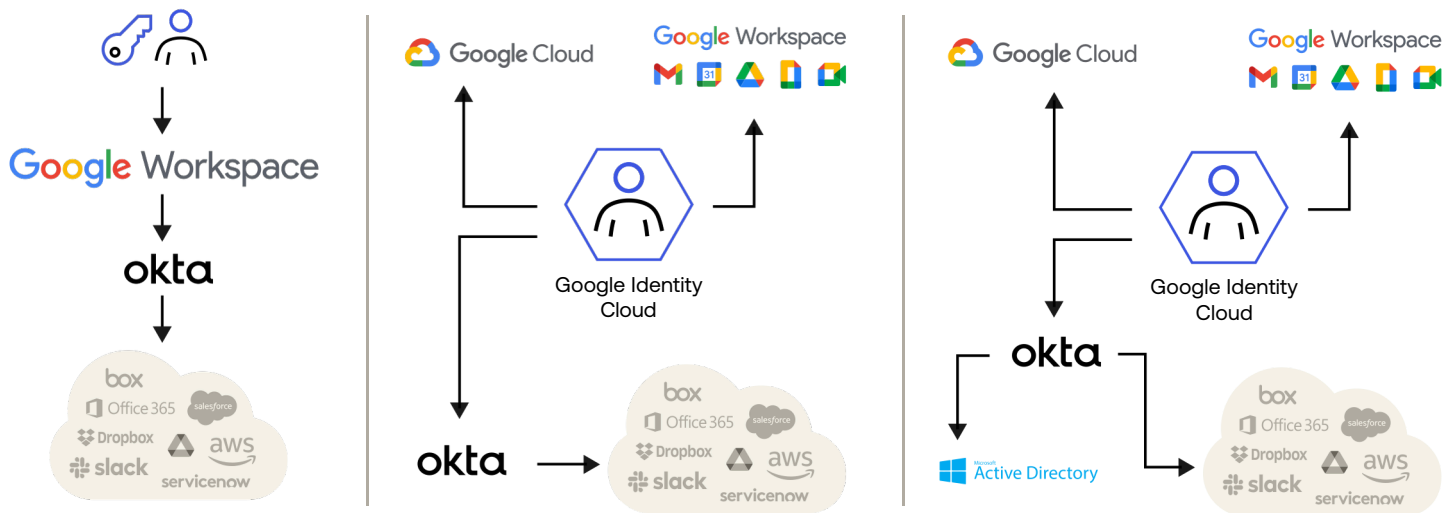 Google Workspace
okta
box
Office 365
salesforce
Dropbox
aws
slack
servicenow
Google Cloud
Google Workspace
31
Google Identity
Cloud
okta
box
Office 365
salesforce
Dropbox
aws
slack
servicenow
Google Cloud
Google Workspace
31
Google Identity
Cloud
okta
Microsoft
Active Directory
box
Office 365
salesforce
Dropbox
aws
slack
servicenow